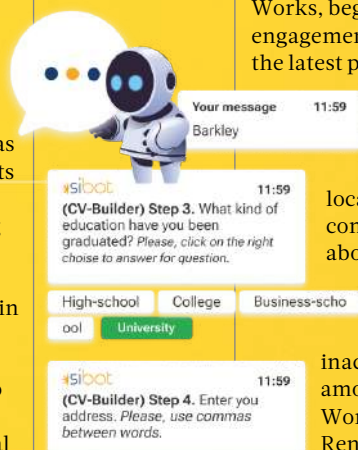 Works, beg
engagemen
the latest p
Your message 11:59
Barkley
as
ts
sibot 11:59
(CV-Builder) Step 3. What kind of
education have you been
graduated? Please, click on the right
choise to answer for question.
loca
con
abo
High-school College Business-scho
ool University
in
sibot 11:59
(CV-Builder) Step 4. Enter you
address. Please, use commas
between words.
inac
amo
Wor
Ren